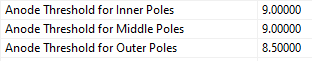 Anode Threshold for Inner Poles 9.00000
Anode Threshold for Middle Poles 9.00000
Anode Threshold for Outer Poles 8.50000